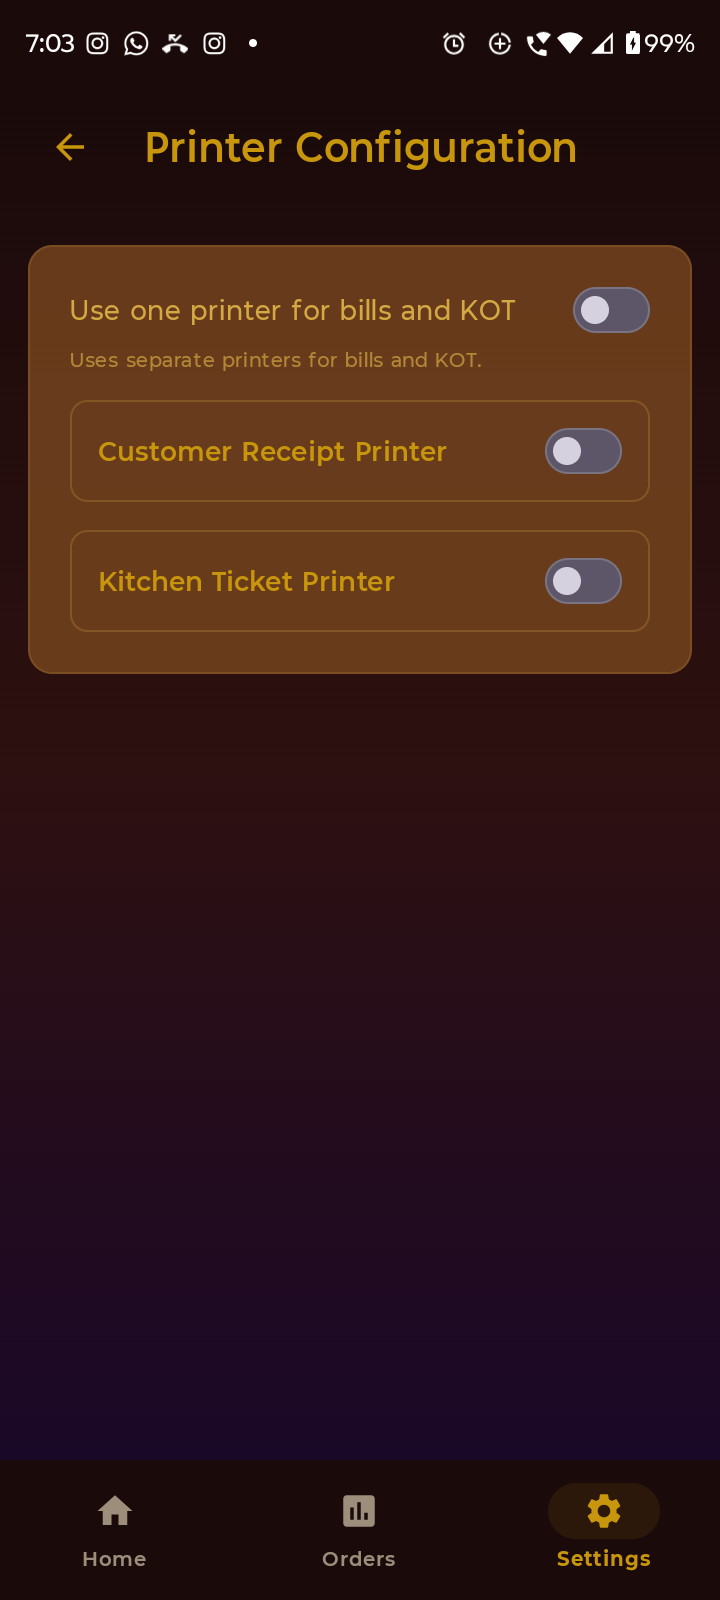 7:03
99%
Printer Configuration
Use one printer for bills and KOT
Uses separate printers for bills and KOT.
Customer Receipt Printer
Kitchen Ticket Printer
Home
Orders
Settings